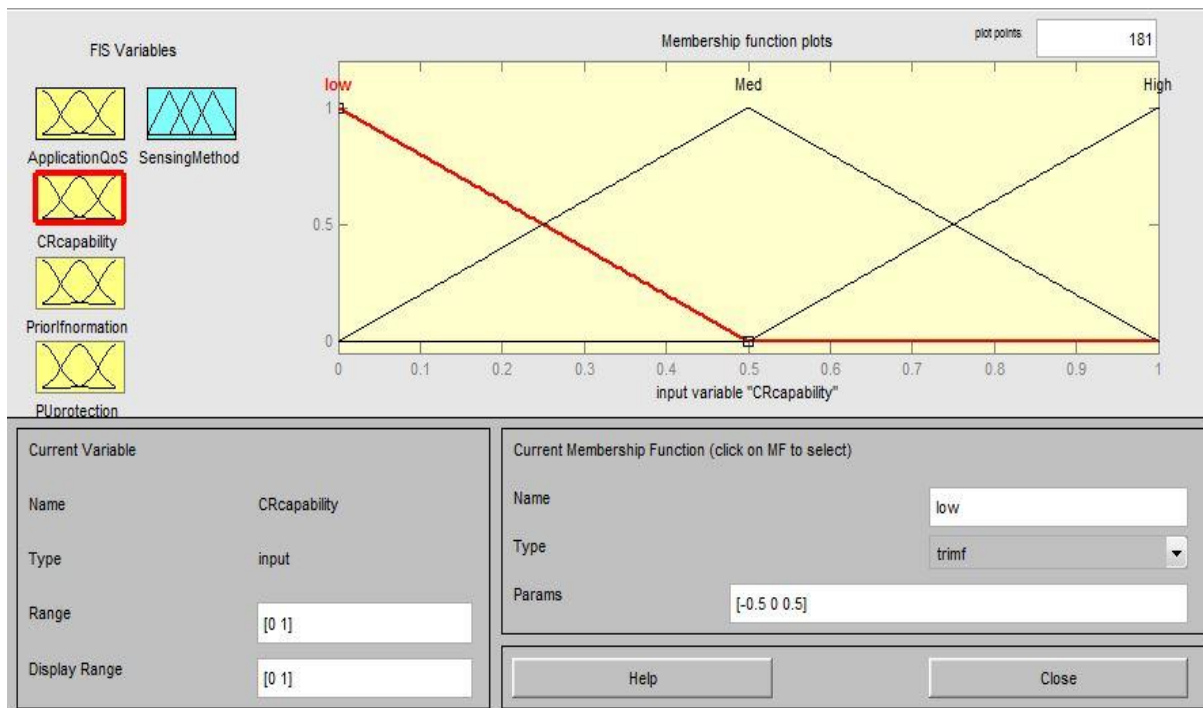 FIS Variables
Membership function plots
plot points:
181
ApplicationQoS
SensingMethod
CRcapability
PriorIfnormation
PUprotection
low
Med
High
1
0.5
0
0 0.1 0.2 0.3 0.4 0.5 0.6 0.7 0.8 0.9 1
input variable "CRcapability"
Current Variable
Name CRcapability
Type input
Range [0 1]
Display Range [0 1]
Current Membership Function (click on MF to select)
Name low
Type trimf
Params [-0.5 0 0.5]
Help
Close